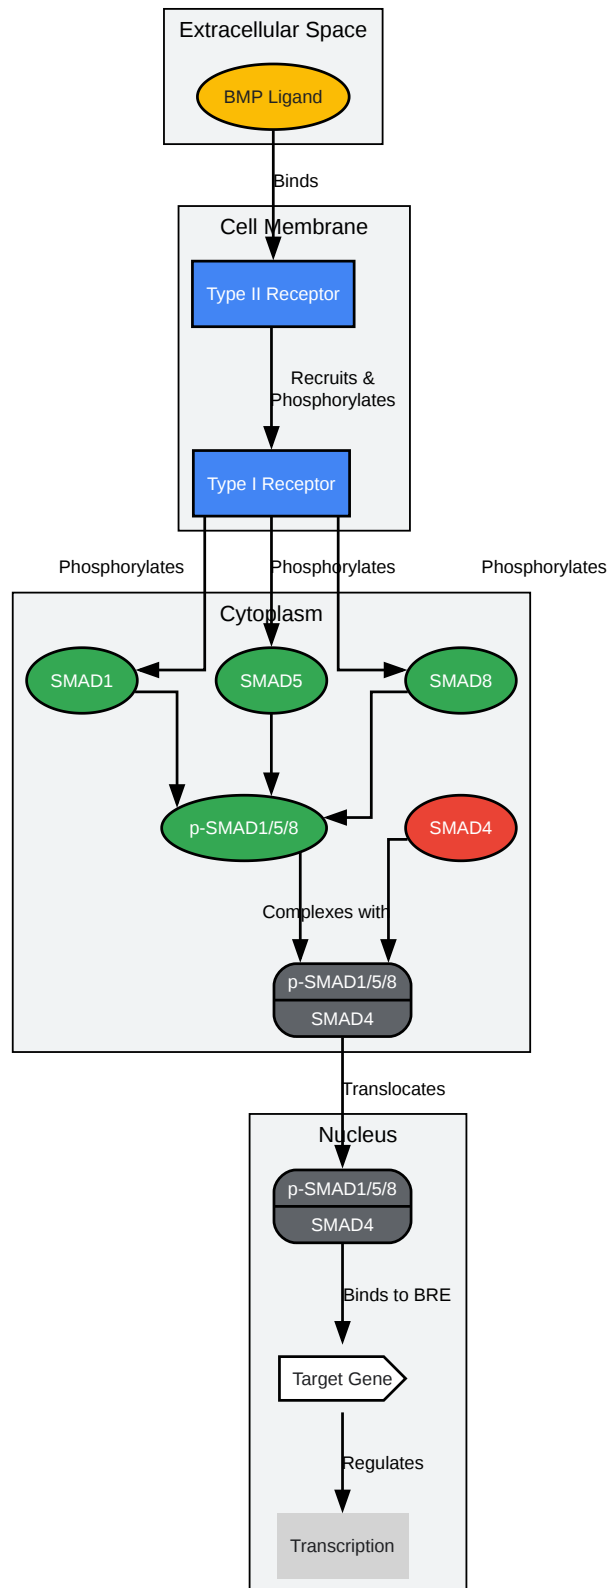 Extracellular Space
BMP Ligand
Binds
Cell Membrane
Type II Receptor
Recruits &
Phosphorylates
Type I Receptor
Phosphorylates
Phosphorylates
Phosphorylates
Cytoplasm
SMAD1
SMAD5
SMAD8
p-SMAD1/5/8
SMAD4
Complexes with
p-SMAD1/5/8
SMAD4
Translocates
Nucleus
p-SMAD1/5/8
SMAD4
Binds to BRE
Target Gene
Regulates
Transcription